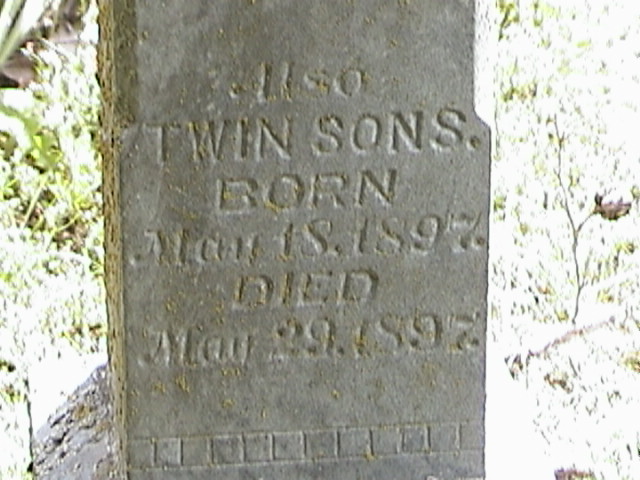 Also
TWIN SONS.
BORN
May 18. 1897.
DIED
May 29. 1897.